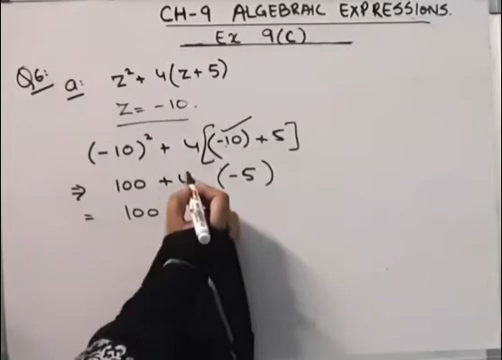 CH-9 ALGEBRAIC EXPRESSIONS.
Ex 9(C)
Q6: a: z² + 4(z+5)
z = -10.
(-10)² + 4[(-10) + 5]
⇒ 100 + 4 (-5)
= 100